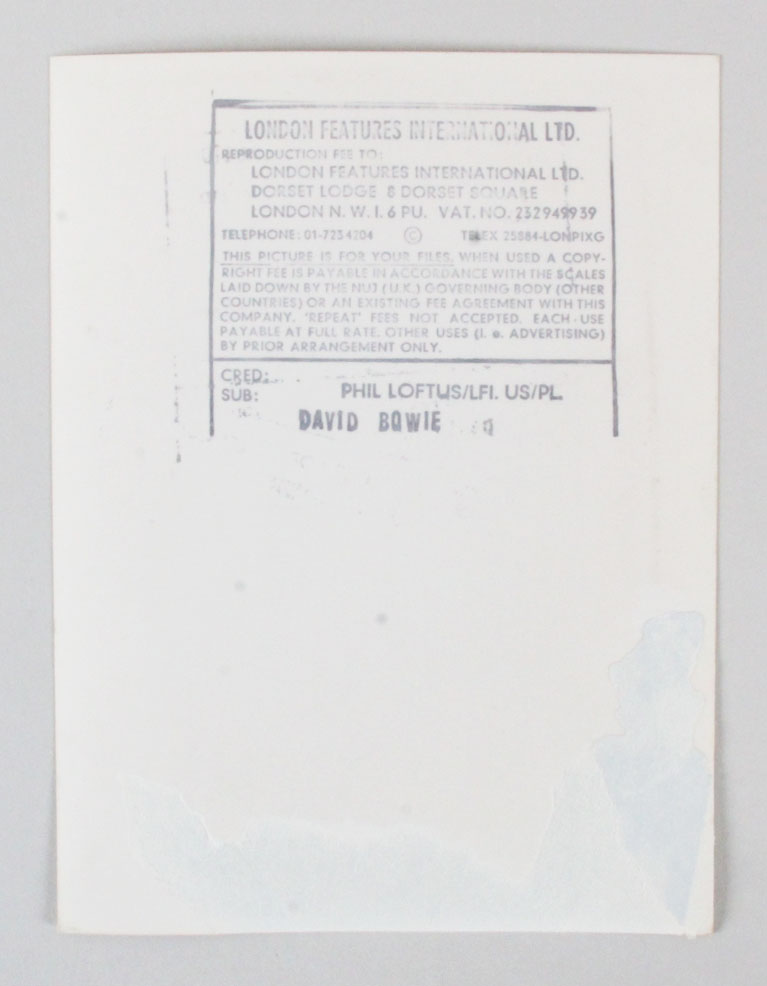 LONDON FEATURES INTERNATIONAL LTD.
REPRODUCTION FEE TO:
LONDON FEATURES INTERNATIONAL LTD.
DORSET LODGE 8 DORSET SQUARE
LONDON N. W. I. 6 PU. VAT. NO. 232949939
TELEPHONE: 01-723 4204 © TELEX 25884-LONPIXG
THIS PICTURE IS FOR YOUR FILES, WHEN USED A COPY-
RIGHT FEE IS PAYABLE IN ACCORDANCE WITH THE SCALES
LAID DOWN BY THE NUJ (U.K.) GOVERNING BODY (OTHER
COUNTRIES) OR AN EXISTING FEE AGREEMENT WITH THIS
COMPANY. 'REPEAT' FEES NOT ACCEPTED. EACH - USE
PAYABLE AT FULL RATE. OTHER USES (I. e. ADVERTISING)
BY PRIOR ARRANGEMENT ONLY.
CRED:
SUB: PHIL LOFTUS/LFI. US/PL.
DAVID BOWIE